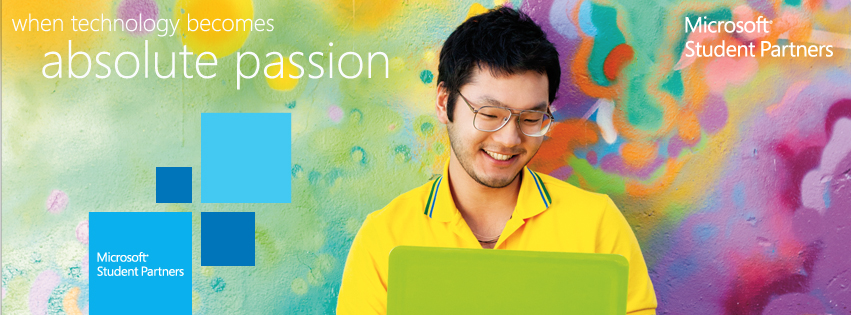 when technology becomes
absolute passion
Microsoft®
Student Partners
Microsoft®
Student Partners